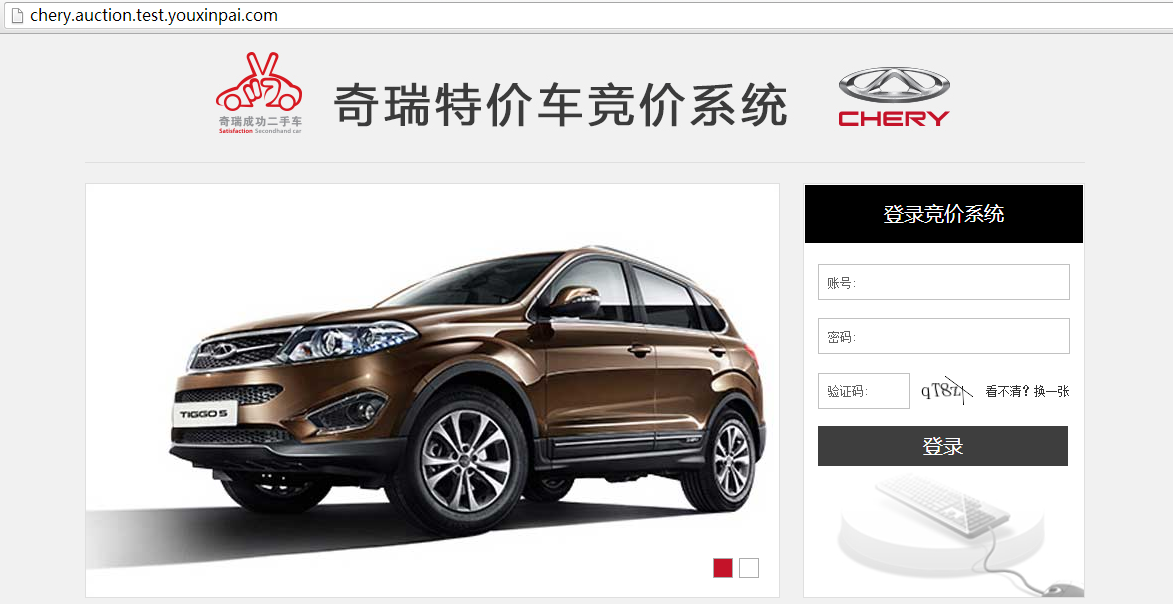 chery.auction.test.youxinpai.com
奇瑞成功二手车
Satisfaction Secondhand car
奇瑞特价车竞价系统
CHERY
TIGGO 5
登录竞价系统
账号:
密码:
验证码:
qT8z
看不清?换一张
登录